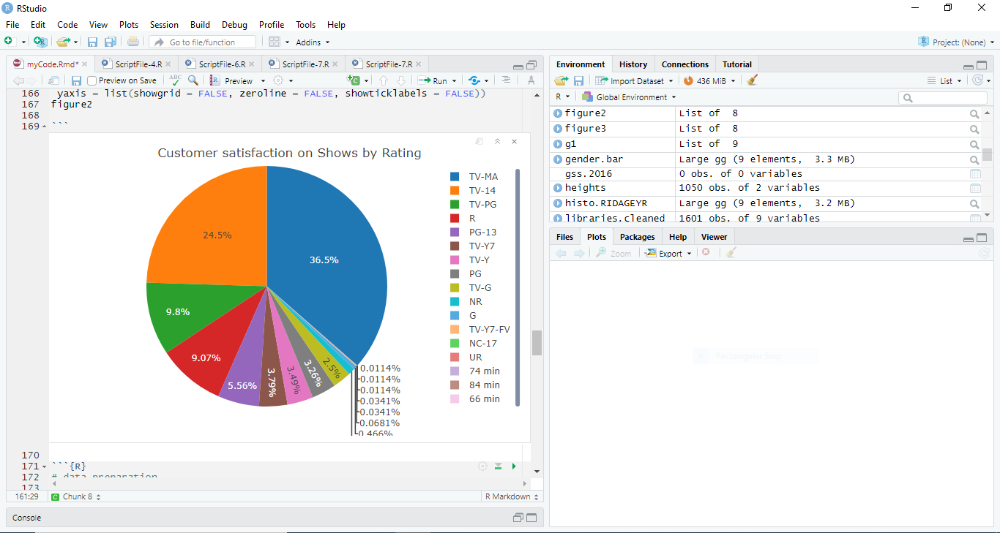 RStudio
File Edit Code View Plots Session Build Debug Profile Tools Help
Go to file/function Addins Project: (None)
myCode.Rmd* ScriptFile-4.R ScriptFile-6.R ScriptFile-7.R ScriptFile-7.R
Preview on Save ABC Preview Run
166 yaxis = list(showgrid = FALSE, zeroline = FALSE, showticklabels = FALSE))
167 figure2
168
169 ```
Customer satisfaction on Shows by Rating
36.5%
24.5%
9.8%
9.07%
5.56%
3.79%
3.49%
3.26%
2.5%
0.0114%
0.0114%
0.0114%
0.0341%
0.0341%
0.0681%
0.466%
TV-MA
TV-14
TV-PG
R
PG-13
TV-Y7
TV-Y
PG
TV-G
NR
G
TV-Y7-FV
NC-17
UR
74 min
84 min
66 min
170
171 ```{R}
172 # data preparation
173
161:29 C Chunk 8 R Markdown
Console
Environment History Connections Tutorial
Import Dataset 436 MiB List
R Global Environment
figure2 List of 8
figure3 List of 8
g1 List of 9
gender.bar Large gg (9 elements, 3.3 MB)
gss.2016 0 obs. of 0 variables
heights 1050 obs. of 2 variables
histo.RIDAGEYR Large gg (9 elements, 3.2 MB)
libraries.cleaned 1601 obs. of 9 variables
Files Plots Packages Help Viewer
Zoom Export
Rectangular Snip